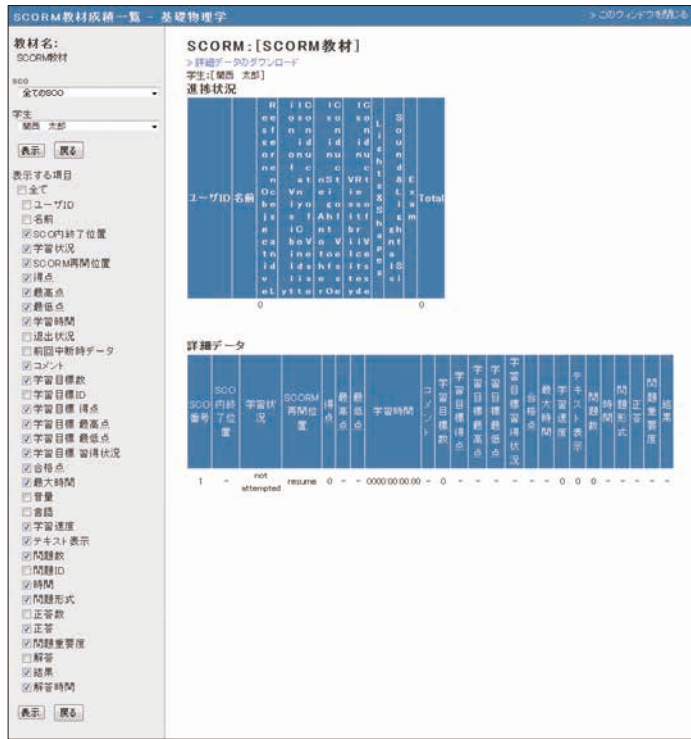 SCORM教材成績一覧 - 基礎物理学
>このウィンドウを閉じる
教材名:
SCORM教材
sco
全てのSCO
学生
関西 太郎
表示 戻る
表示する項目
全て
ユーザID
名前
SCO内終了位置
学習状況
SCORM再開位置
得点
最高点
最低点
学習時間
退出状況
前回中断時データ
コメント
学習目標数
学習目標ID
学習目標 得点
学習目標 最高点
学習目標 最低点
学習目標 習得状況
合格点
最大時間
音量
言語
学習速度
テキスト表示
問題数
問題ID
時間
問題形式
正答数
正答
問題重要度
解答
結果
解答時間
表示 戻る
SCORM:[SCORM教材]
>詳細データのダウンロード
学生:[関西 太郎]
進捗状況
ユーザID 名前 Lights&Shapes Exam Total
0 0
詳細データ
SCO番号 SCO内終了位置 学習状況 SCORM再開位置 得点 最高点 最低点 学習時間 コメント 学習目標数 学習目標得点 学習目標最高点 学習目標最低点 学習目標習得状況 合格点 最大時間 学習速度 テキスト表示 問題数 時間 問題形式 正答 問題重要度 結果
1 - not attempted resume 0 - - 0000:00:00.00 - 0 - - - - - - 0 0 0 - - - - -